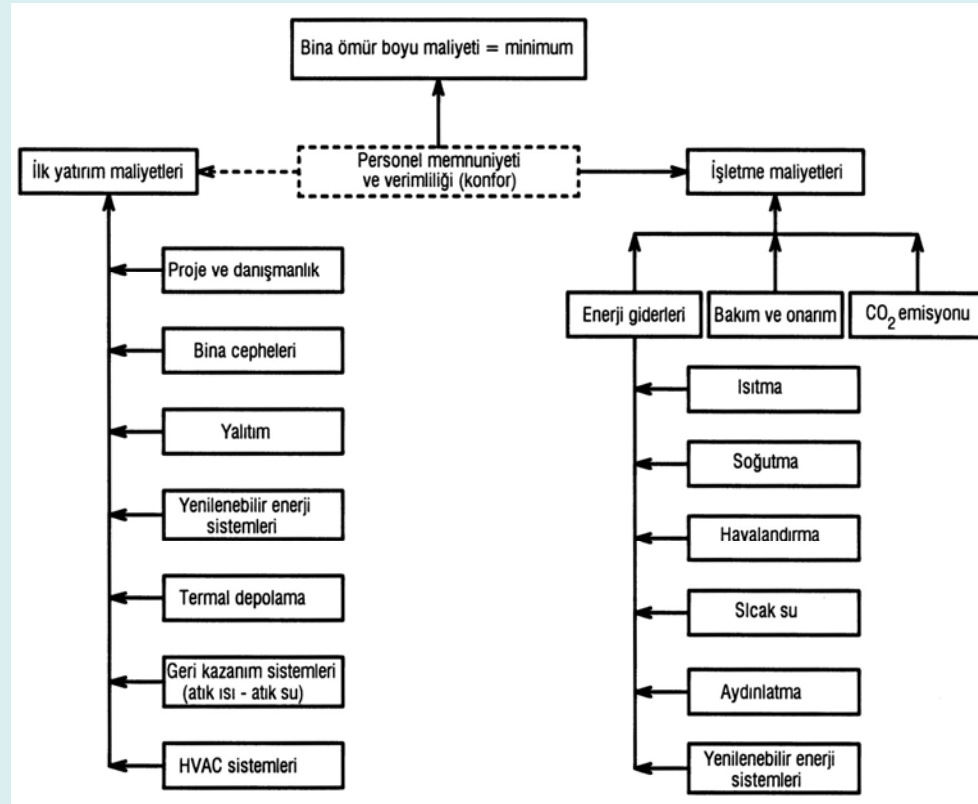 Bina ömür boyu maliyeti = minimum
İlk yatırım maliyetleri
Personel memnuniyeti
ve verimliliği (konfor)
İşletme maliyetleri
Proje ve danışmanlık
Bina cepheleri
Yalıtım
Yenilenebilir enerji
sistemleri
Termal depolama
Geri kazanım sistemleri
(atık ısı - atık su)
HVAC sistemleri
Enerji giderleri
Bakım ve onarım
CO₂ emisyonu
Isıtma
Soğutma
Havalandırma
SIcak su
Aydınlatma
Yenilenebilir enerji
sistemleri